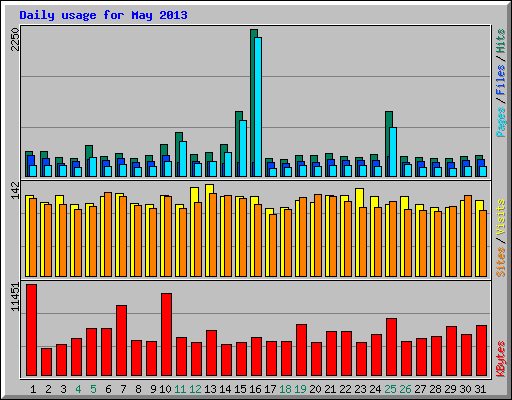 Daily usage for May 2013
2250
Pages / Files / Hits
142
Sites / Visits
11451
KBytes
1 2 3 4 5 6 7 8 9 10 11 12 13 14 15 16 17 18 19 20 21 22 23 24 25 26 27 28 29 30 31